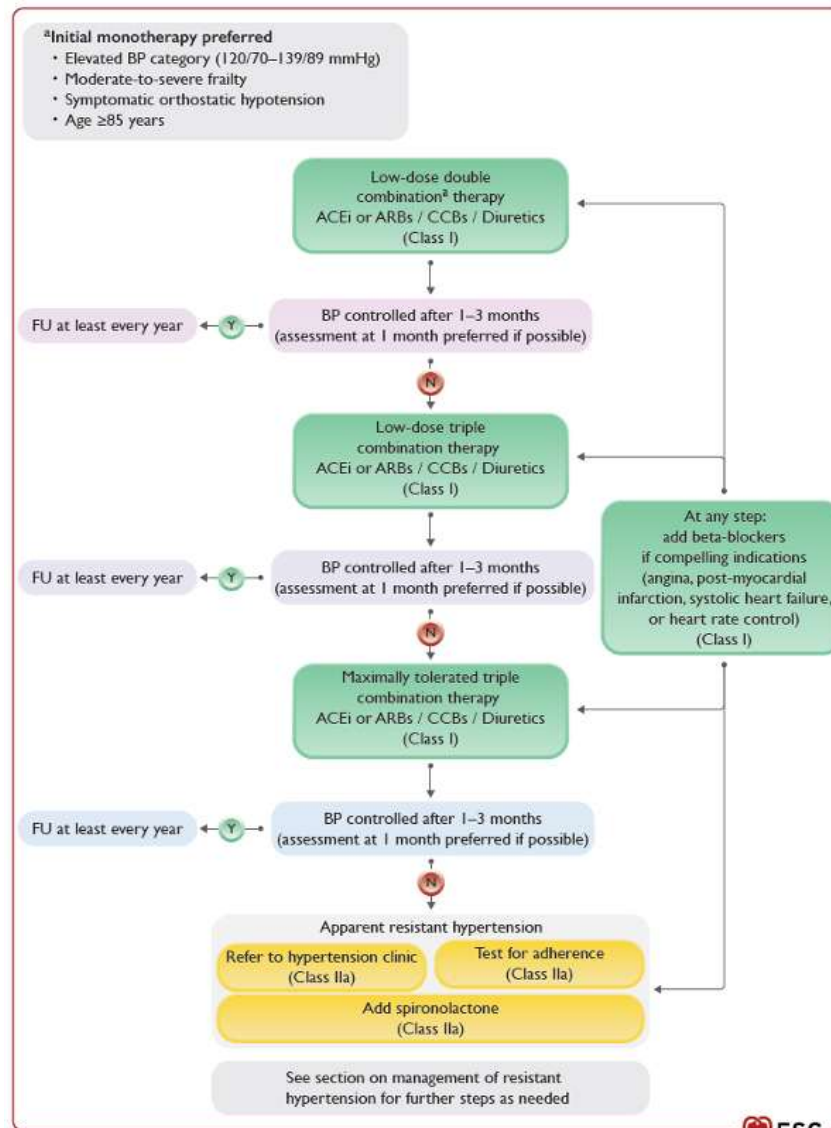 aInitial monotherapy preferred
• Elevated BP category (120/70–139/89 mmHg)
• Moderate-to-severe frailty
• Symptomatic orthostatic hypotension
• Age ≥85 years
Low-dose double
combinationa therapy
ACEi or ARBs / CCBs / Diuretics
(Class I)
FU at least every year
Y
BP controlled after 1–3 months
(assessment at 1 month preferred if possible)
N
Low-dose triple
combination therapy
ACEi or ARBs / CCBs / Diuretics
(Class I)
At any step:
add beta-blockers
if compelling indications
(angina, post-myocardial
infarction, systolic heart failure,
or heart rate control)
(Class I)
FU at least every year
Y
BP controlled after 1–3 months
(assessment at 1 month preferred if possible)
N
Maximally tolerated triple
combination therapy
ACEi or ARBs / CCBs / Diuretics
(Class I)
FU at least every year
Y
BP controlled after 1–3 months
(assessment at 1 month preferred if possible)
N
Apparent resistant hypertension
Refer to hypertension clinic
(Class IIa)
Test for adherence
(Class IIa)
Add spironolactone
(Class IIa)
See section on management of resistant
hypertension for further steps as needed
ESC